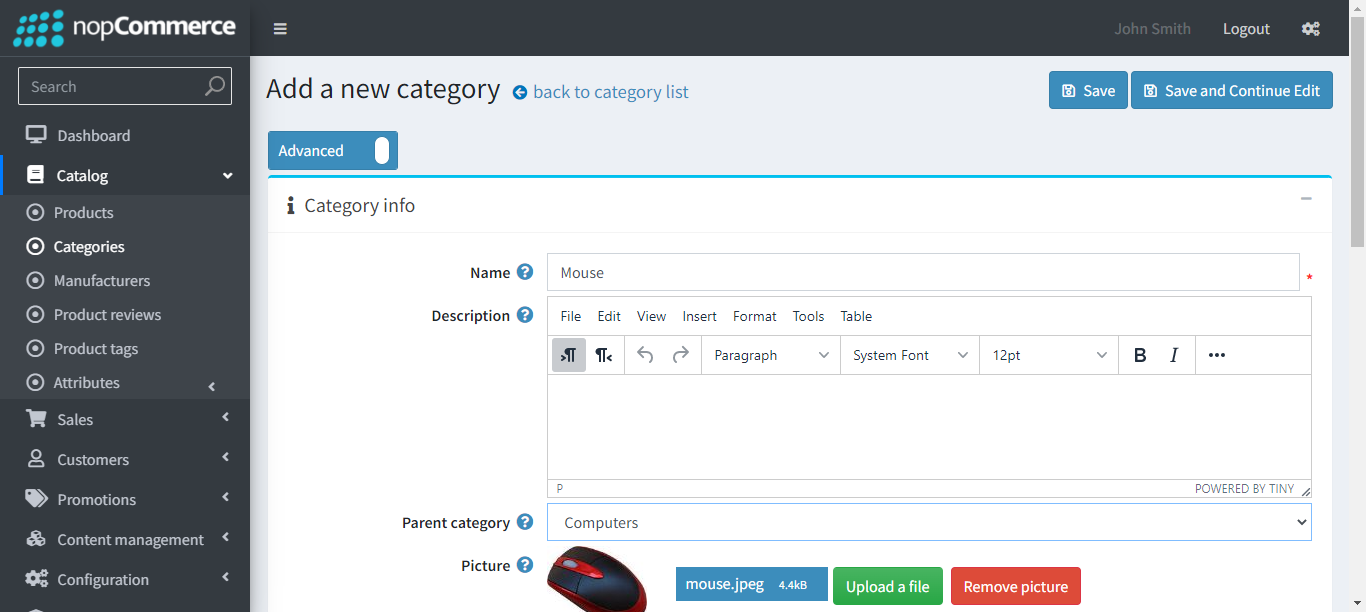 nopCommerce
John Smith
Logout
Search
Add a new category
back to category list
Save
Save and Continue Edit
Dashboard
Advanced
Catalog
Category info
Products
Categories
Name
Mouse
*
Manufacturers
Description
File Edit View Insert Format Tools Table
Product reviews
Product tags
Paragraph
System Font
12pt
B I
Attributes
Sales
Customers
P
POWERED BY TINY
Promotions
Parent category
Computers
Content management
Picture
mouse.jpeg 4.4kB
Upload a file
Remove picture
Configuration